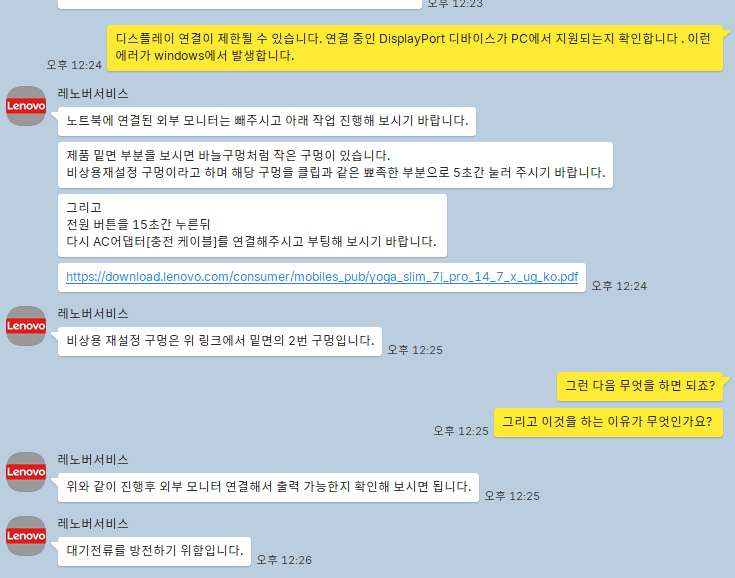 오후 12:23
디스플레이 연결이 제한될 수 있습니다. 연결 중인 DisplayPort 디바이스가 PC에서 지원되는지 확인합니다 . 이런
에러가 windows에서 발생합니다.
오후 12:24
레노버서비스
Lenovo
노트북에 연결된 외부 모니터는 빼주시고 아래 작업 진행해 보시기 바랍니다.
제품 밑면 부분을 보시면 바늘구멍처럼 작은 구멍이 있습니다.
비상용재설정 구멍이라고 하며 해당 구멍을 클립과 같은 뾰족한 부분으로 5초간 눌러 주시기 바랍니다.
그리고
전원 버튼을 15초간 누른뒤
다시 AC어댑터[충전 케이블]를 연결해주시고 부팅해 보시기 바랍니다.
https://download.lenovo.com/consumer/mobiles_pub/yoga_slim_7i_pro_14_7_x_ug_ko.pdf
오후 12:24
레노버서비스
Lenovo
비상용 재설정 구멍은 위 링크에서 밑면의 2번 구멍입니다.
오후 12:25
그런 다음 무엇을 하면 되죠?
그리고 이것을 하는 이유가 무엇인가요?
오후 12:25
레노버서비스
Lenovo
위와 같이 진행후 외부 모니터 연결해서 출력 가능한지 확인해 보시면 됩니다.
오후 12:25
레노버서비스
Lenovo
대기전류를 방전하기 위함입니다.
오후 12:26